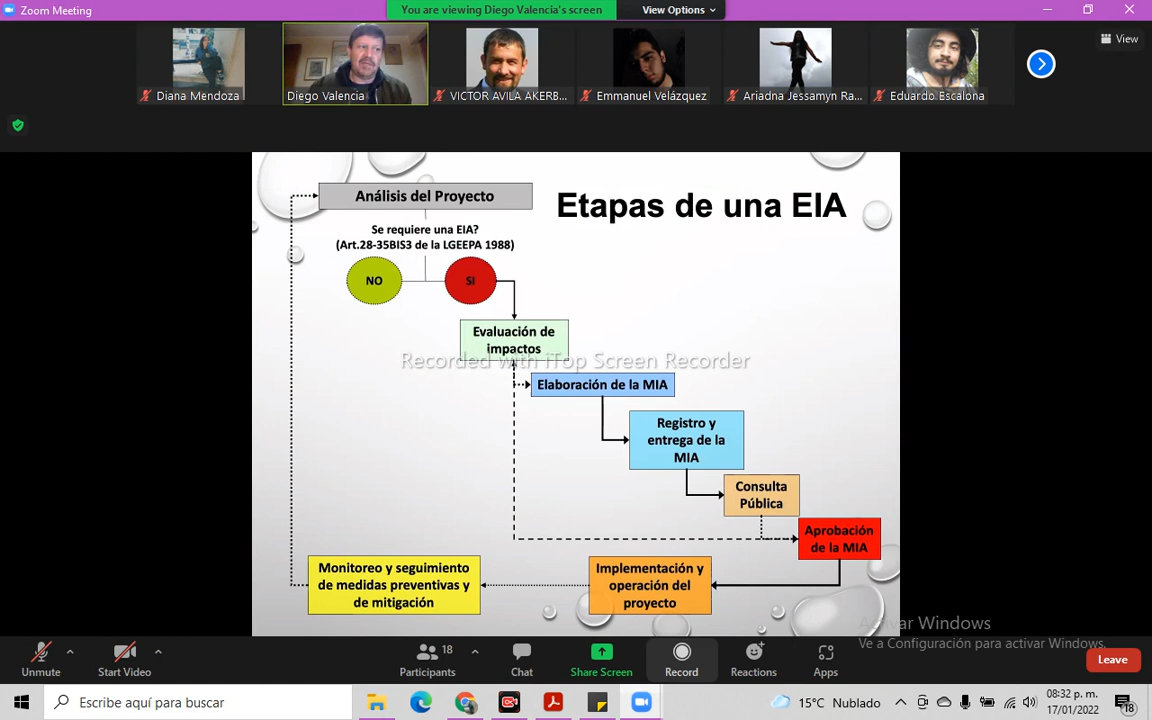 Zoom Meeting
You are viewing Diego Valencia's screen
View Options
View
Diana Mendoza
Diego Valencia
VICTOR AVILA AKERB...
Emmanuel Velázquez
Ariadna Jessamyn Ra...
Eduardo Escalona
Análisis del Proyecto
Etapas de una EIA
Se requiere una EIA?
(Art.28-35BIS3 de la LGEEPA 1988)
NO
SI
Evaluación de
impactos
Recorded with iTop Screen Recorder
Elaboración de la MIA
Registro y
entrega de la
MIA
Consulta
Pública
Aprobación
de la MIA
Monitoreo y seguimiento
de medidas preventivas y
de mitigación
Implementación y
operación del
proyecto
Activar Windows
Ve a Configuración para activar Windows.
Unmute
Start Video
18
Participants
Chat
Share Screen
Record
Reactions
Apps
Leave
Escribe aquí para buscar
15°C Nublado
08:32 p. m.
17/01/2022
18